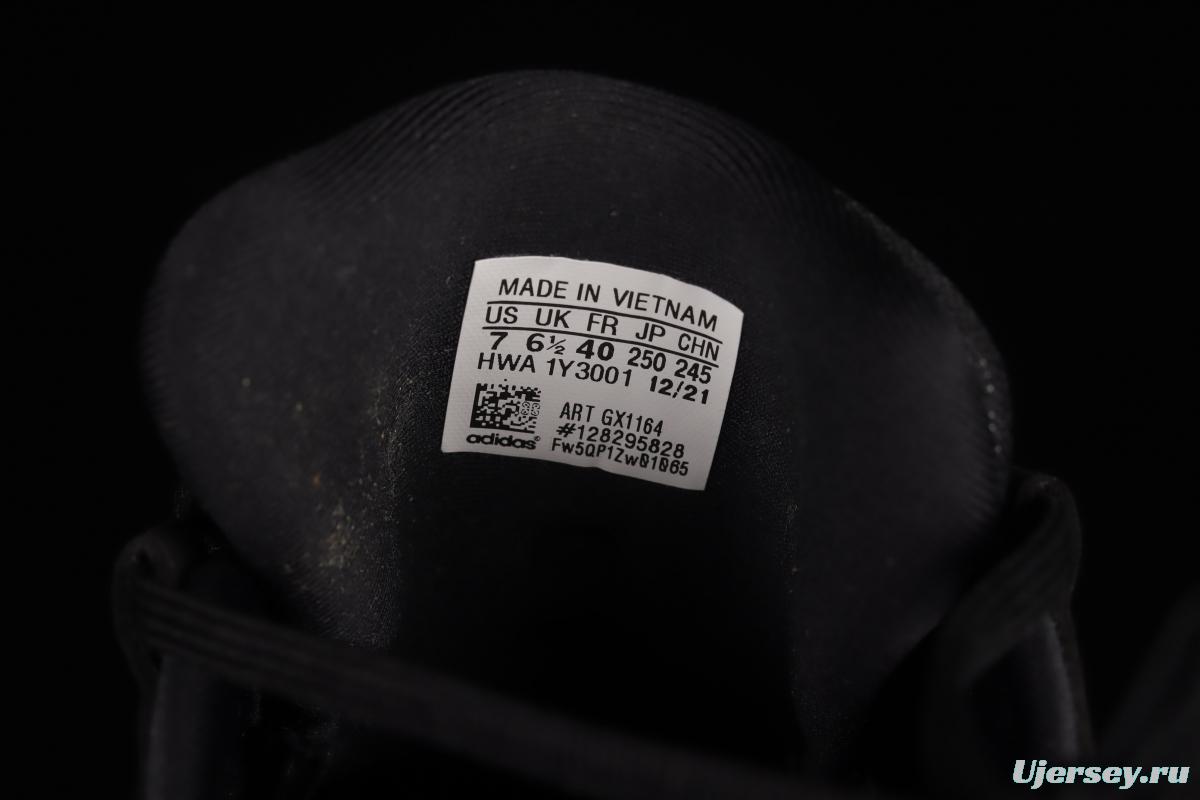 MADE IN VIETNAM
US UK FR JP CHN
7 6½ 40 250 245
HWA 1Y3001 12/21
ART GX1164
#128295828
adidas®
Fw5QP1Zw01065
Ujersey.ru